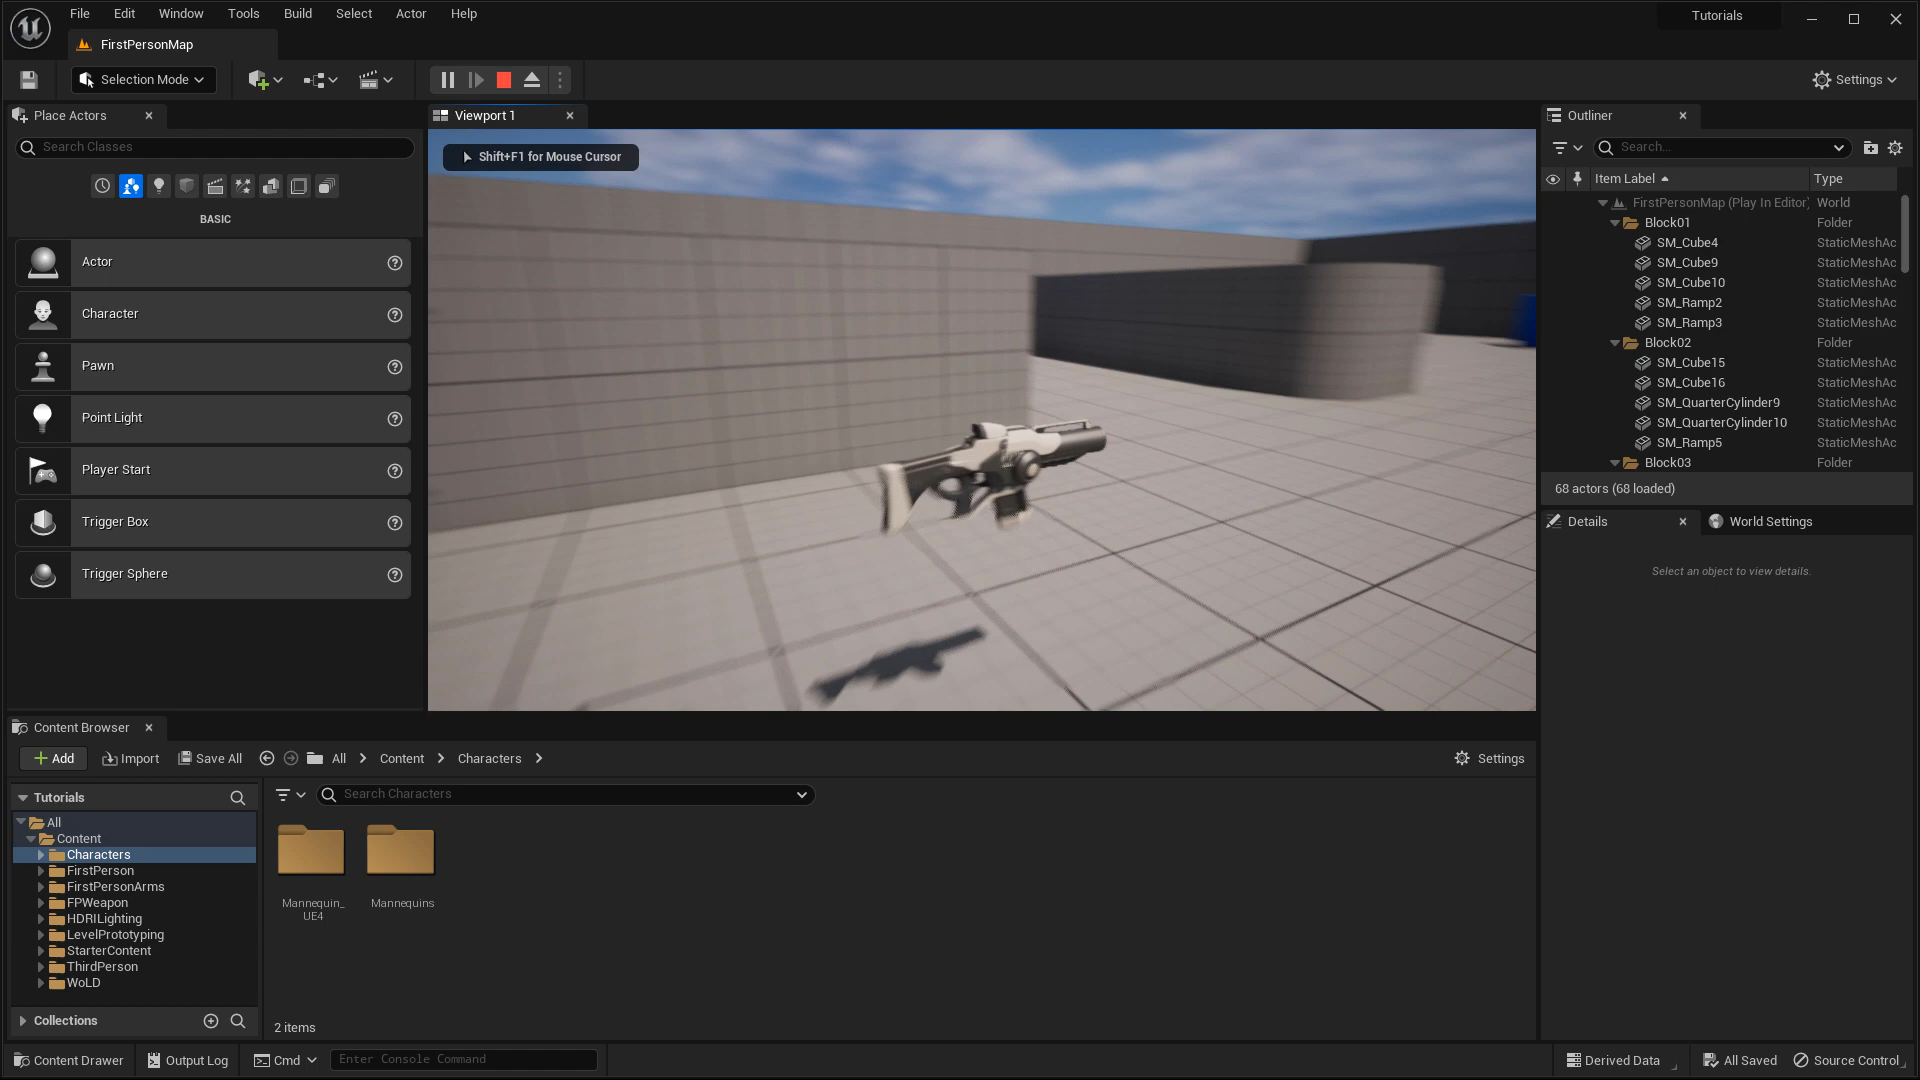 File Edit Window Tools Build Select Actor Help
Tutorials
FirstPersonMap
Selection Mode
Settings
Place Actors
Viewport 1
Outliner
Search Classes
Shift+F1 for Mouse Cursor
Search...
Item Label Type
BASIC
FirstPersonMap (Play In Editor) World
Block01 Folder
SM_Cube4 StaticMeshAc
Actor
SM_Cube9 StaticMeshAc
SM_Cube10 StaticMeshAc
SM_Ramp2 StaticMeshAc
Character
SM_Ramp3 StaticMeshAc
Block02 Folder
Pawn
SM_Cube15 StaticMeshAc
SM_Cube16 StaticMeshAc
SM_QuarterCylinder9 StaticMeshAc
Point Light
SM_QuarterCylinder10 StaticMeshAc
SM_Ramp5 StaticMeshAc
Block03 Folder
Player Start
68 actors (68 loaded)
Trigger Box
Details World Settings
Trigger Sphere
Select an object to view details.
Content Browser
Add Import Save All All Content Characters Settings
Tutorials
Search Characters
All
Content
Characters
FirstPerson
FirstPersonArms
FPWeapon
HDRILighting
LevelPrototyping
StarterContent
ThirdPerson
WoLD
Mannequin_
UE4
Mannequins
Collections
2 items
Content Drawer Output Log Cmd Enter Console Command Derived Data All Saved Source Control